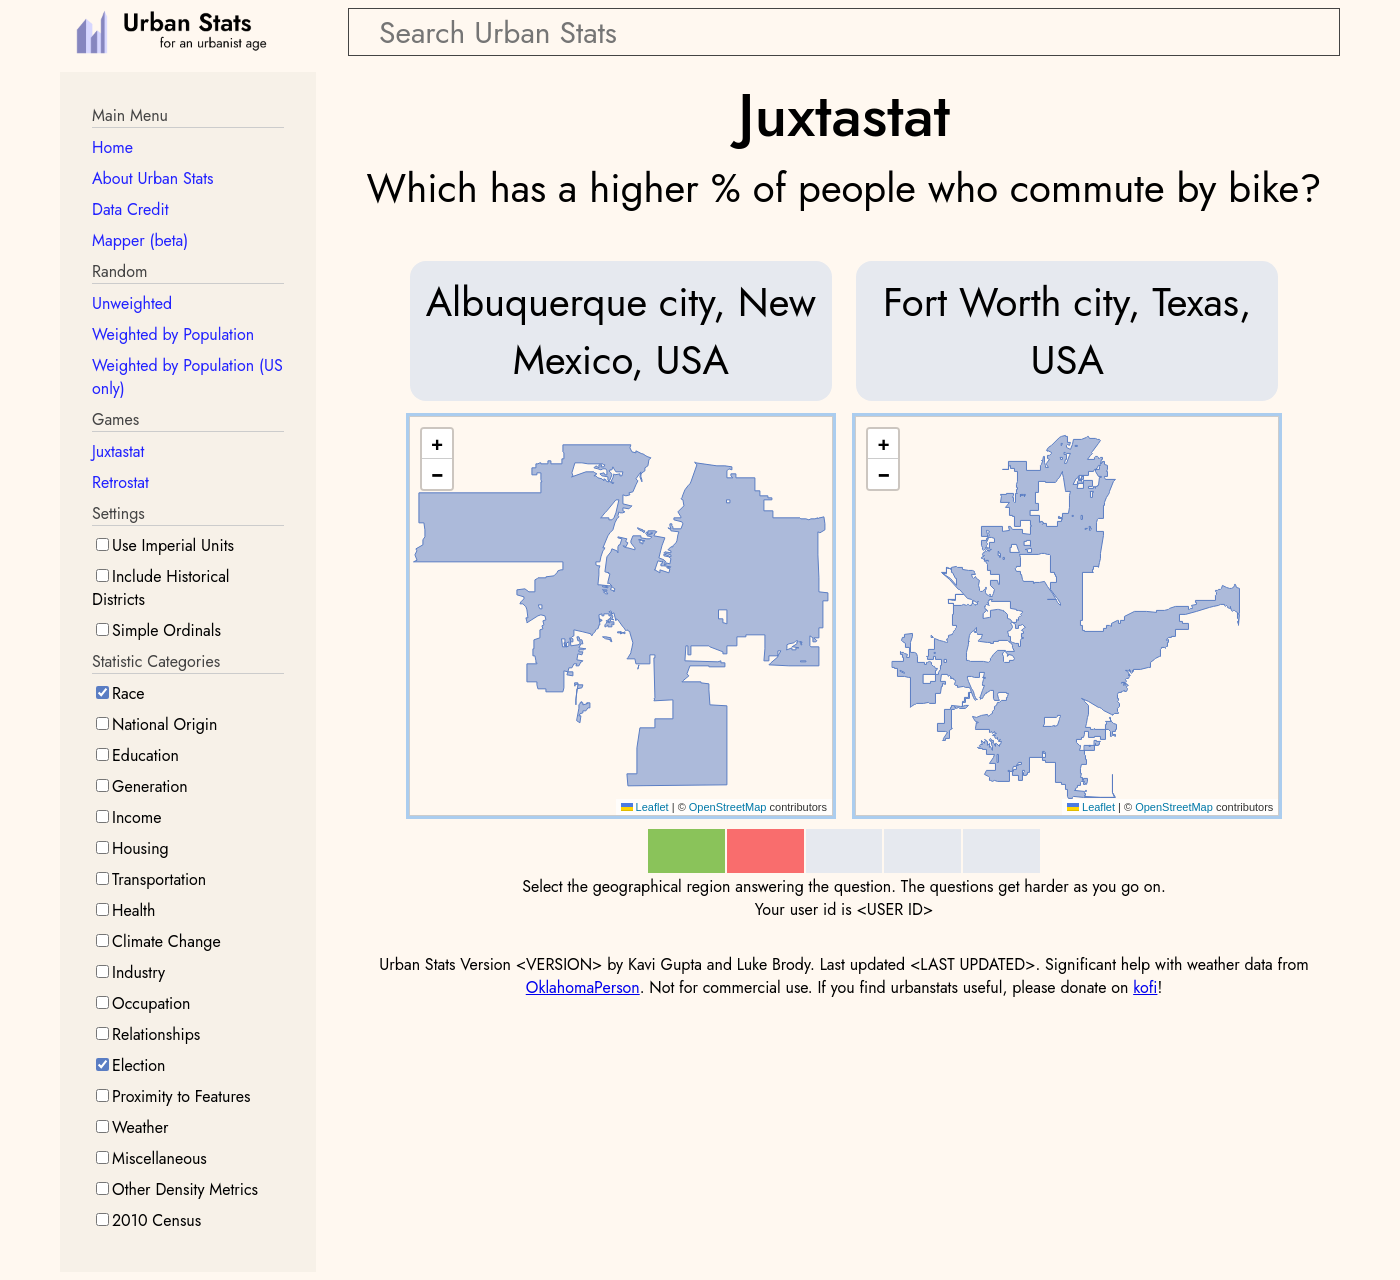 Urban Stats
for an urbanist age
Search Urban Stats
Main Menu
Home
About Urban Stats
Data Credit
Mapper (beta)
Random
Unweighted
Weighted by Population
Weighted by Population (US
only)
Games
Juxtastat
Retrostat
Settings
Use Imperial Units
Include Historical
Districts
Simple Ordinals
Statistic Categories
Race
National Origin
Education
Generation
Income
Housing
Transportation
Health
Climate Change
Industry
Occupation
Relationships
Election
Proximity to Features
Weather
Miscellaneous
Other Density Metrics
2010 Census
Juxtastat
Which has a higher % of people who commute by bike?
Albuquerque city, New
Mexico, USA
+
−
Leaflet | © OpenStreetMap contributors
Fort Worth city, Texas,
USA
+
−
Leaflet | © OpenStreetMap contributors
Select the geographical region answering the question. The questions get harder as you go on.
Your user id is <USER ID>
Urban Stats Version <VERSION> by Kavi Gupta and Luke Brody. Last updated <LAST UPDATED>. Significant help with weather data from
OklahomaPerson. Not for commercial use. If you find urbanstats useful, please donate on kofi!